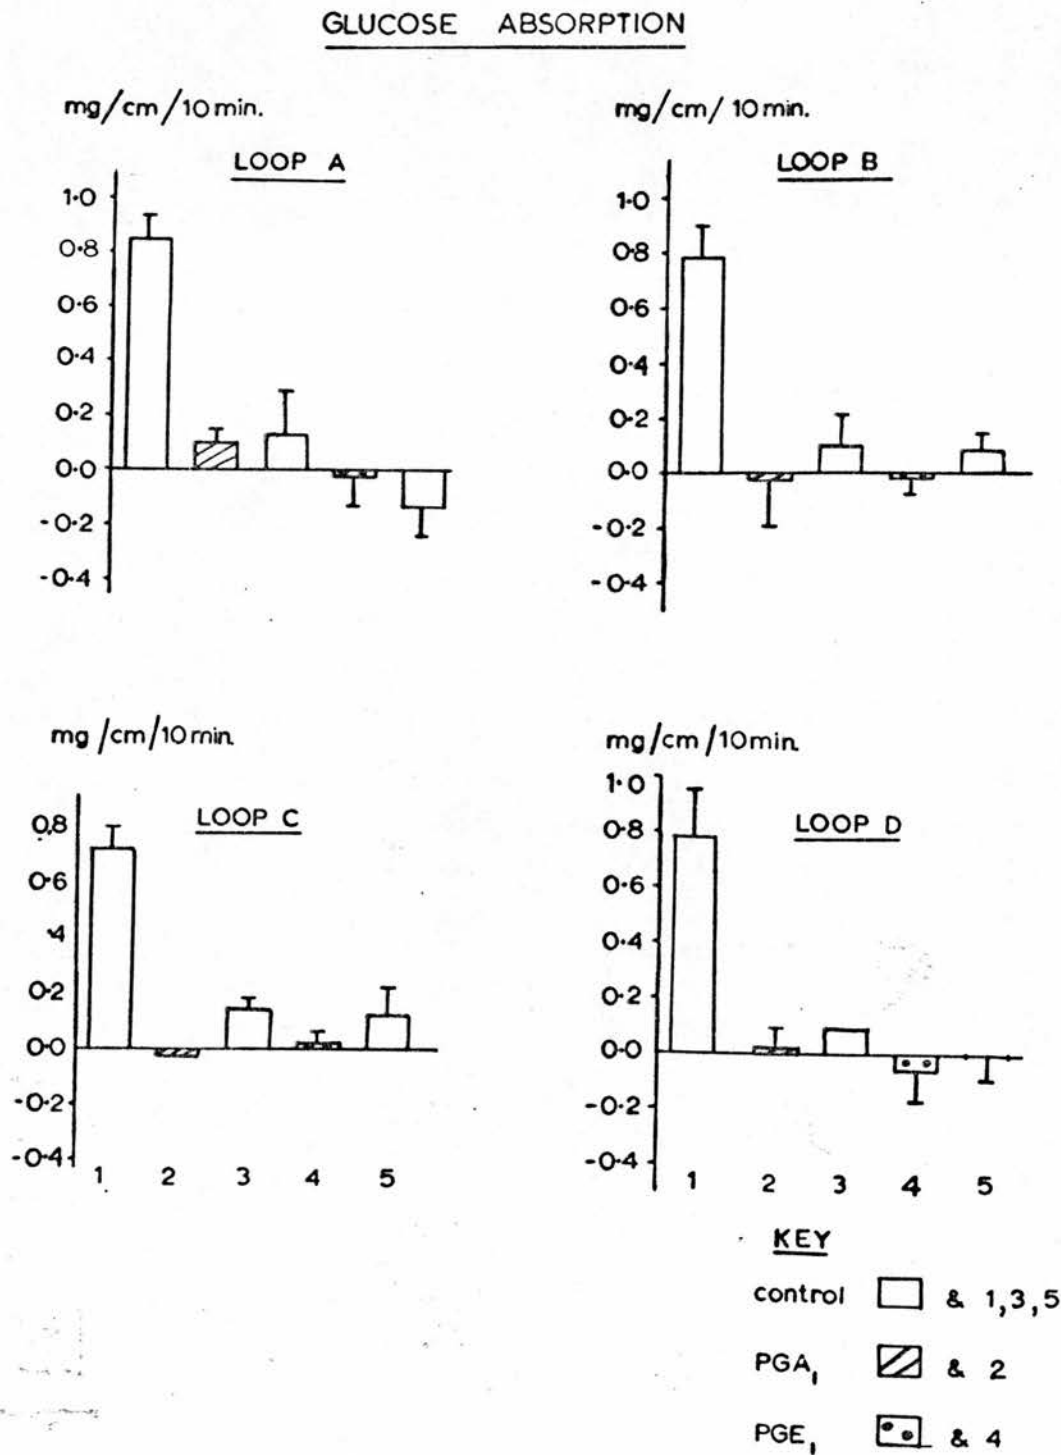 GLUCOSE ABSORPTION
mg/cm/10 min.
LOOP A
1·0
0·8
0·6
0·4
0·2
0·0
-0·2
-0·4
mg/cm/ 10 min.
LOOP B
1·0
0·8
0·6
0·4
0·2
0·0
-0·2
-0·4
mg/cm/10 min.
LOOP C
0,8
0·6
·4
0·2
0·0
-0·2
-0·4
1 2 3 4 5
mg/cm/10min.
LOOP D
1·0
0·8
0·6
0·4
0·2
0·0
-0·2
-0·4
1 2 3 4 5
KEY
control & 1,3,5
PGA₁ & 2
PGE₁ & 4